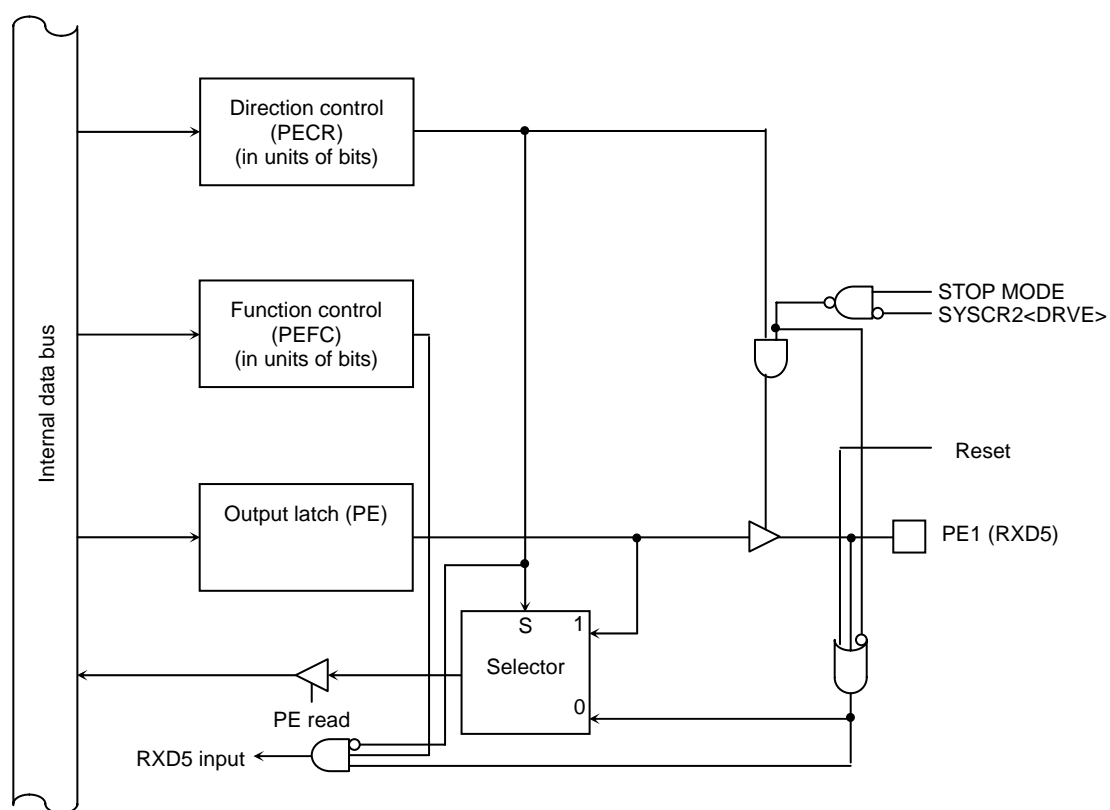 Internal data bus
Direction control
(PECR)
(in units of bits)
Function control
(PEFC)
(in units of bits)
STOP MODE
SYSCR2<DRVE>
Reset
Output latch (PE)
PE1 (RXD5)
S
1
Selector
0
PE read
RXD5 input